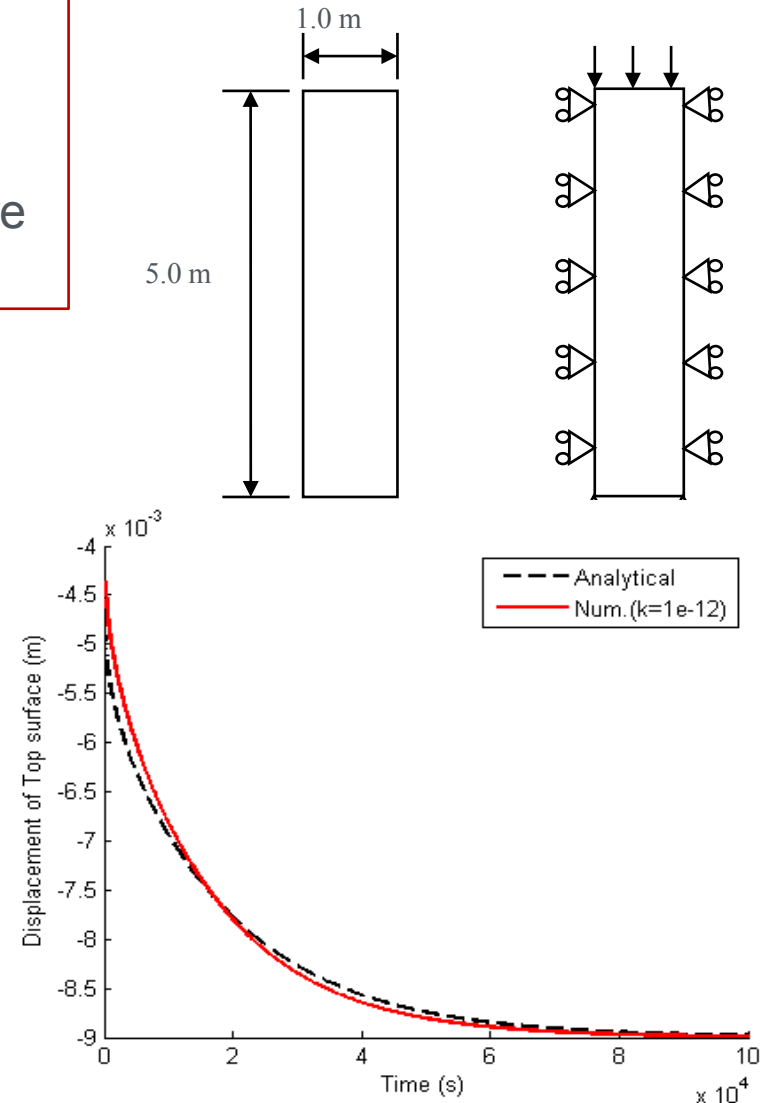 1.0 m
e
5.0 m
x 10-3
-4
-4.5
-5
-5.5
-6
-6.5
-7
-7.5
-8
-8.5
-9
Displacement of Top surface (m)
Analytical
Num.(k=1e-12)
0 2 4 6 8 10
Time (s)
x 10^4